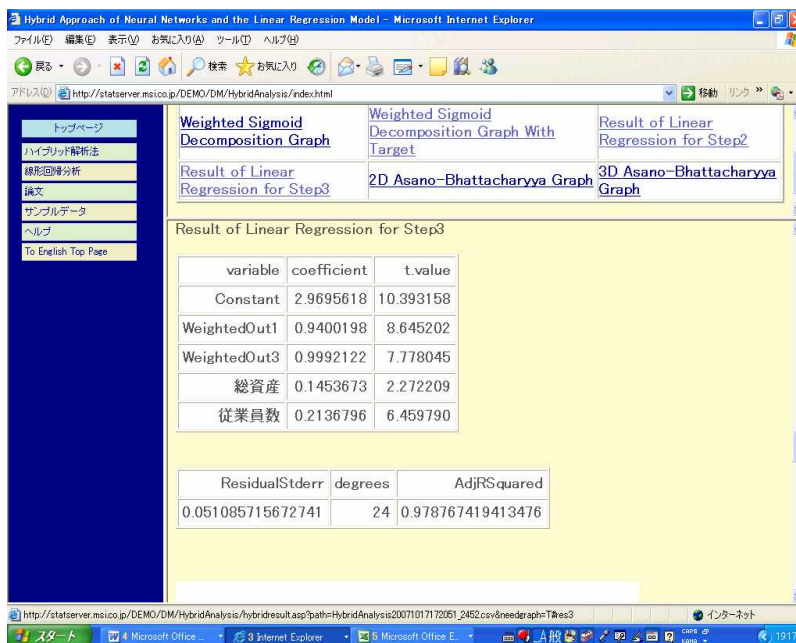 Hybrid Approach of Neural Networks and the Linear Regression Model - Microsoft Internet Explorer
ファイル(F) 編集(E) 表示(V) お気に入り(A) ツール(T) ヘルプ(H)
戻る 検索 お気に入り
アドレス(D) http://statserver.msi.co.jp/DEMO/DM/HybridAnalysis/index.html 移動 リンク »
トップページ
ハイブリッド解析法
線形回帰分析
論文
サンプルデータ
ヘルプ
To English Top Page
Weighted Sigmoid
Decomposition Graph
Weighted Sigmoid
Decomposition Graph With
Target
Result of Linear
Regression for Step2
Result of Linear
Regression for Step3
2D Asano-Bhattacharyya Graph
3D Asano-Bhattacharyya
Graph
Result of Linear Regression for Step3
variable coefficient t.value
Constant 2.9695618 10.393158
WeightedOut1 0.9400198 8.645202
WeightedOut3 0.9992122 7.778045
総資産 0.1453673 2.272209
従業員数 0.2136796 6.459790
ResidualStderr degrees AdjRSquared
0.051085715672741 24 0.978767419413476
http://statserver.msi.co.jp/DEMO/DM/HybridAnalysis/hybridresult.asp?path=HybridAnalysis20071017172051_2452.csv&needgraph=T#res3 インターネット
スタート 4 Microsoft Office ... 3 Internet Explorer 5 Microsoft Office E... A 般 CAPS KANA